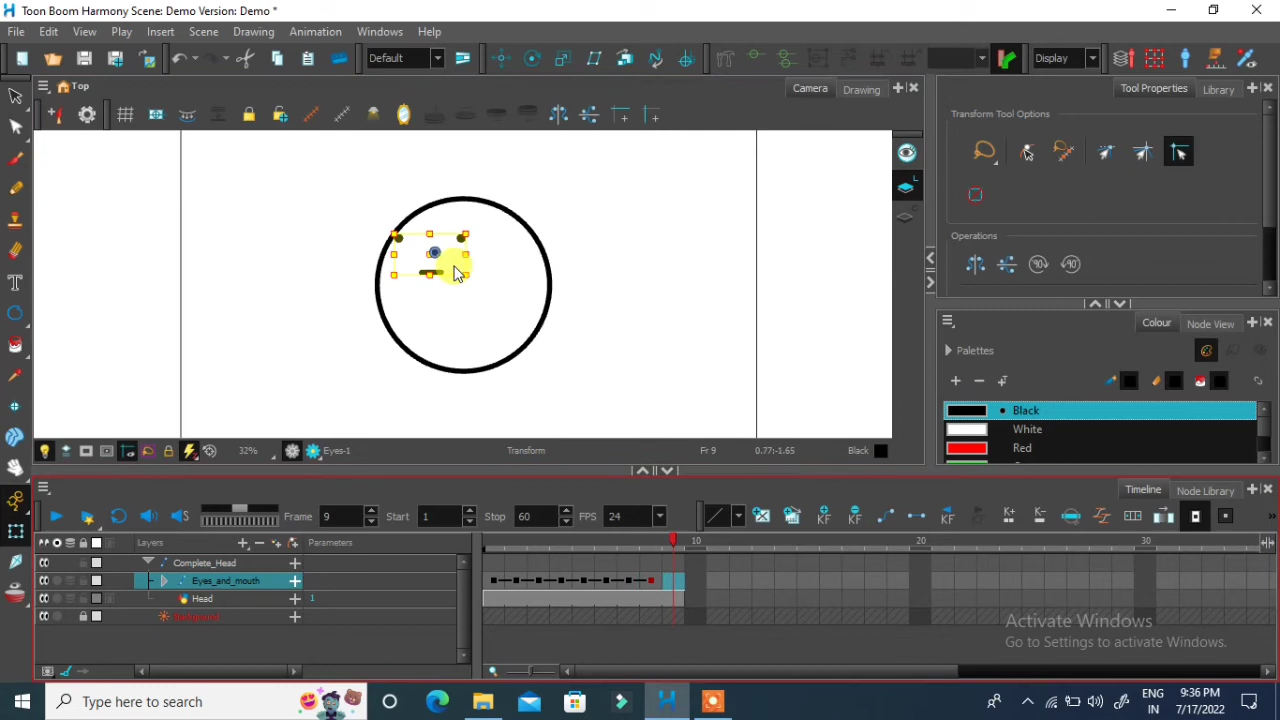 Toon Boom Harmony Scene: Demo Version: Demo *
File Edit View Play Insert Scene Drawing Animation Windows Help
Default Display
Top Camera Drawing Tool Properties Library
Transform Tool Options
Operations
Colour Node View
Palettes
Black
White
Red
32% Eyes-1 Transform Fr 9 0.77:-1.65 Black
Timeline Node Library
Frame 9 Start 1 Stop 60 FPS 24
Layers Parameters 10 20 30
Complete_Head
Eyes_and_mouth
Head 1
Background
Activate Windows
Go to Settings to activate Windows.
Type here to search
ENG
IN
9:36 PM
7/17/2022